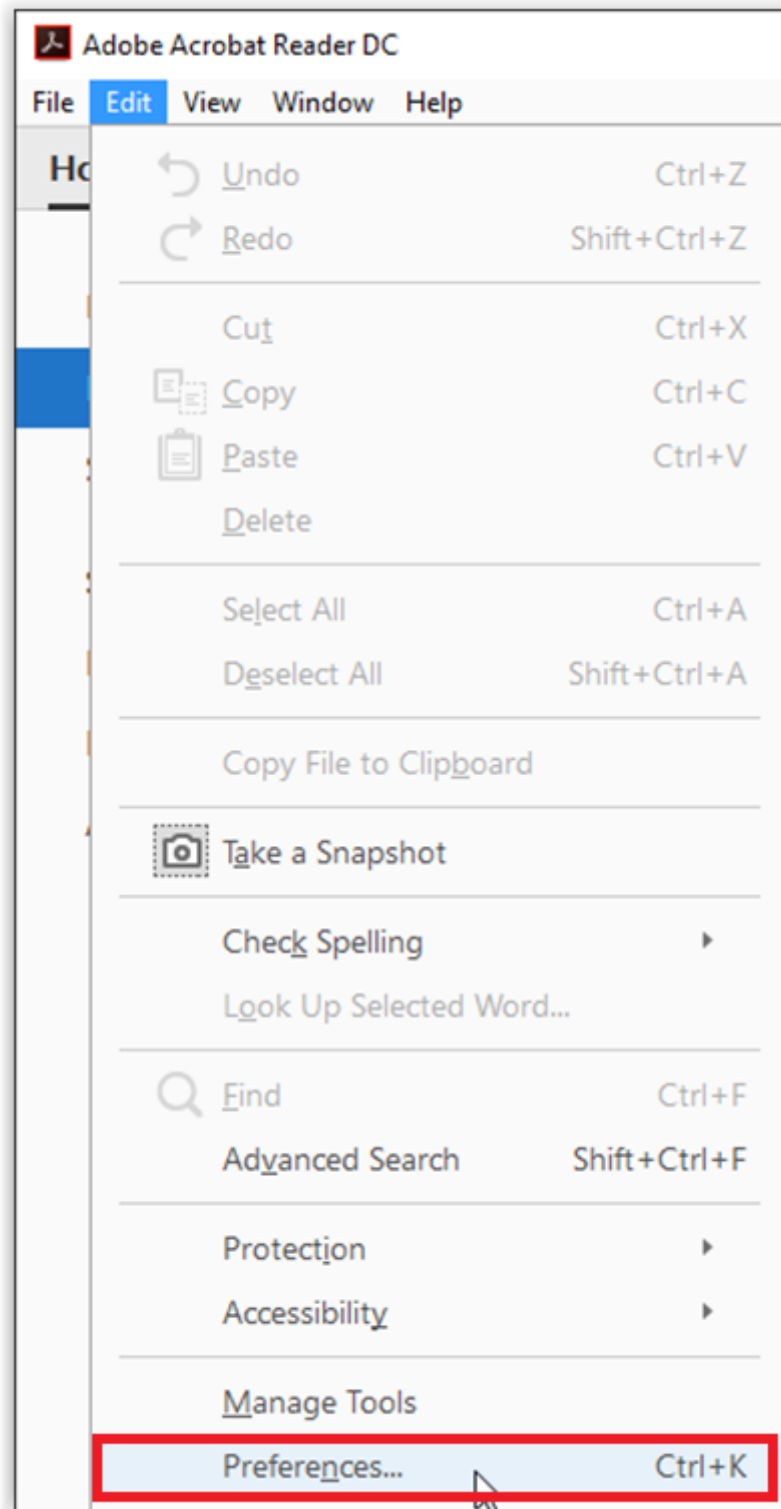 Adobe Acrobat Reader DC
File Edit View Window Help
Undo Ctrl+Z
Redo Shift+Ctrl+Z
Cut Ctrl+X
Copy Ctrl+C
Paste Ctrl+V
Delete
Select All Ctrl+A
Deselect All Shift+Ctrl+A
Copy File to Clipboard
Take a Snapshot
Check Spelling
Look Up Selected Word...
Find Ctrl+F
Advanced Search Shift+Ctrl+F
Protection
Accessibility
Manage Tools
Preferences... Ctrl+K